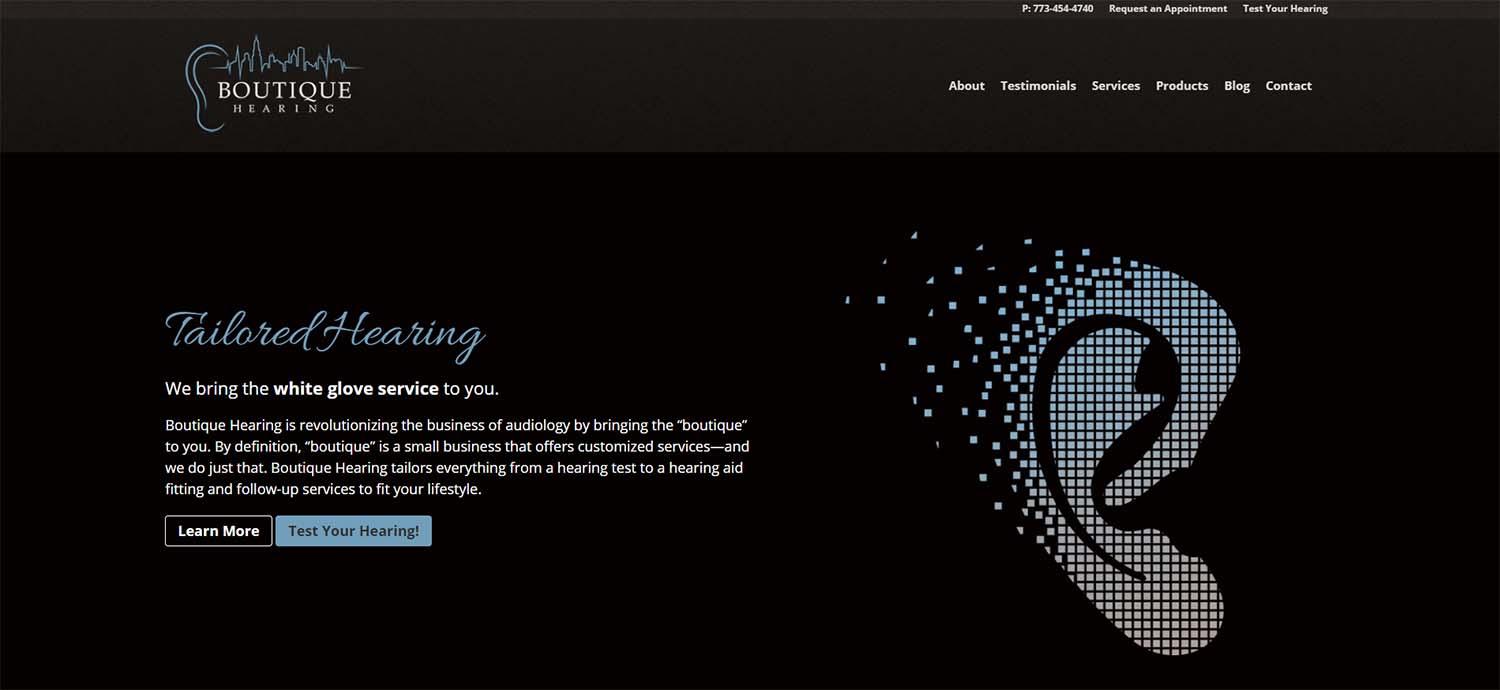 P: 773-454-4740 Request an Appointment Test Your Hearing
BOUTIQUE
HEARING
About Testimonials Services Products Blog Contact
Tailored Hearing
We bring the white glove service to you.
Boutique Hearing is revolutionizing the business of audiology by bringing the “boutique”
to you. By definition, “boutique” is a small business that offers customized services—and
we do just that. Boutique Hearing tailors everything from a hearing test to a hearing aid
fitting and follow-up services to fit your lifestyle.
Learn More Test Your Hearing!